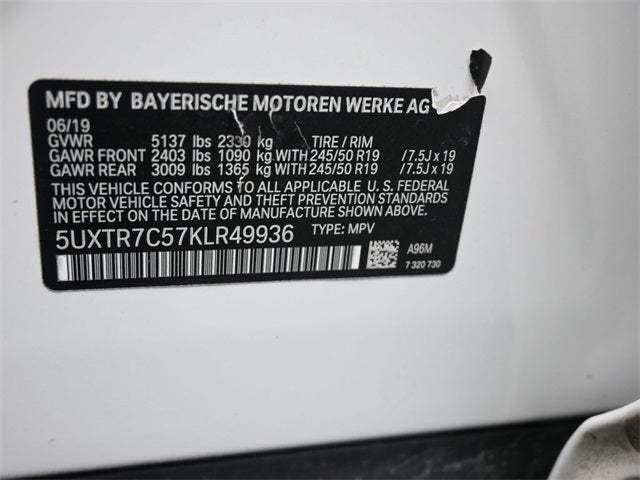 MFD BY BAYERISCHE MOTOREN WERKE AG
06/19
GVWR 5137 lbs 2330 kg TIRE / RIM
GAWR FRONT 2403 lbs 1090 kg WITH 245/50 R19 /7.5J x 19
GAWR REAR 3009 lbs 1365 kg WITH 245/50 R19 /7.5J x 19
THIS VEHICLE CONFORMS TO ALL APPLICABLE U. S. FEDERAL
MOTOR VEHICLE SAFETY AND THEFT PREVENTION STANDARDS
IN EFFECT ON THE DATE OF MANUFACTURE SHOWN ABOVE.
5UXTR7C57KLR49936 TYPE: MPV
A96M
7 320 730